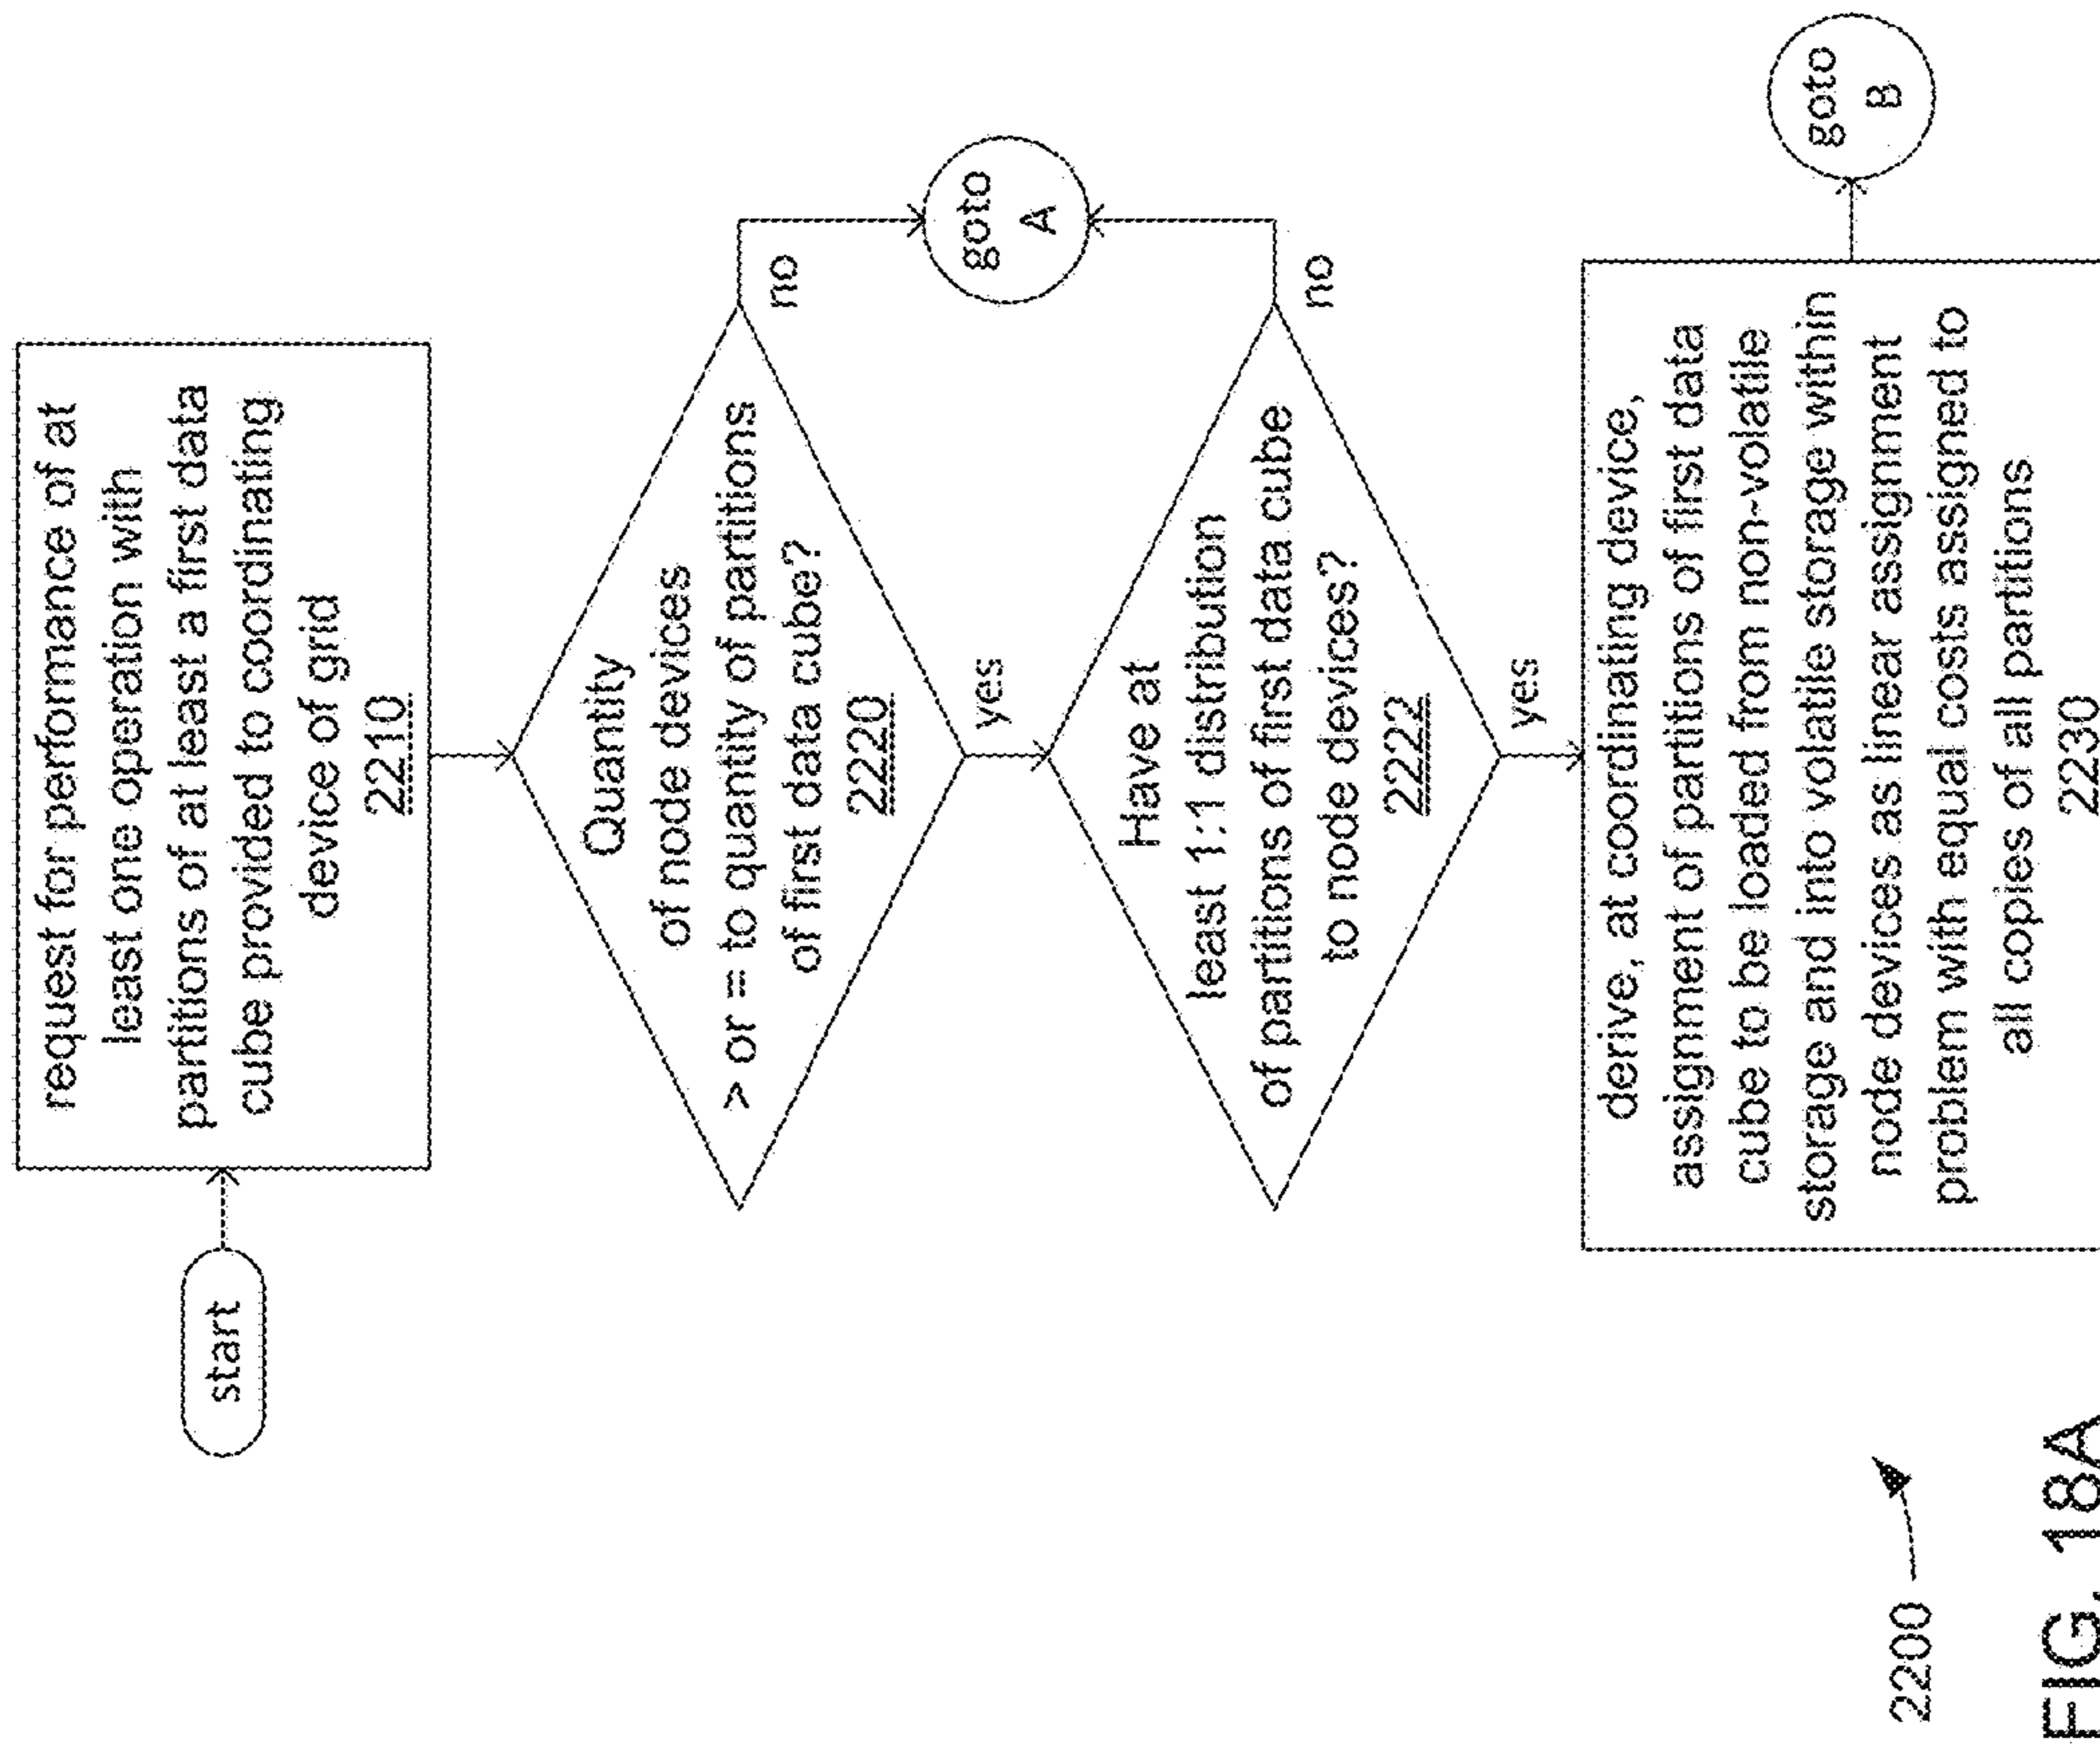 start
request for performance of at
least one operation with
partitions of at least a first data
cube provided to coordinating
device of grid
2210
Quantity
of node devices
> or = to quantity of partitions
of first data cube?
2220
no
yes
goto
A
Have at
least 1:1 distribution
of partitions of first data cube
to node devices?
2222
no
yes
derive, at coordinating device,
assignment of partitions of first data
cube to be loaded from non-volatile
storage and into volatile storage within
node devices as linear assignment
problem with equal costs assigned to
all copies of all partitions
2230
goto
B
2200
FIG. 18A